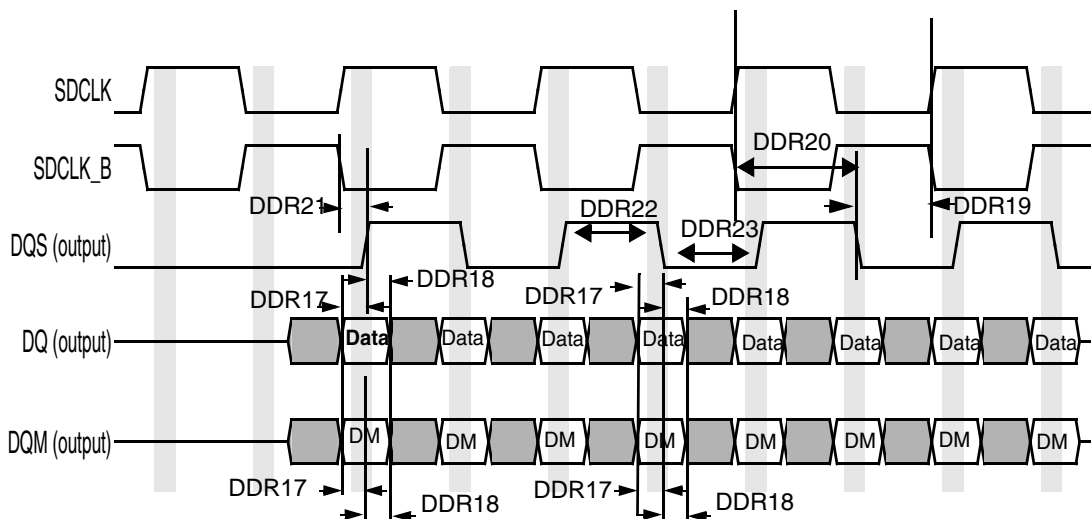 SDCLK
DDR20
SDCLK_B
DDR21
DDR22
DDR19
DDR23
DQS (output)
DDR18
DDR17
DDR17
DDR18
DQ (output)
Data
Data
Data
Data
Data
Data
Data
Data
DQM (output)
DM
DM
DM
DM
DM
DM
DM
DM
DDR17
DDR18
DDR17
DDR18